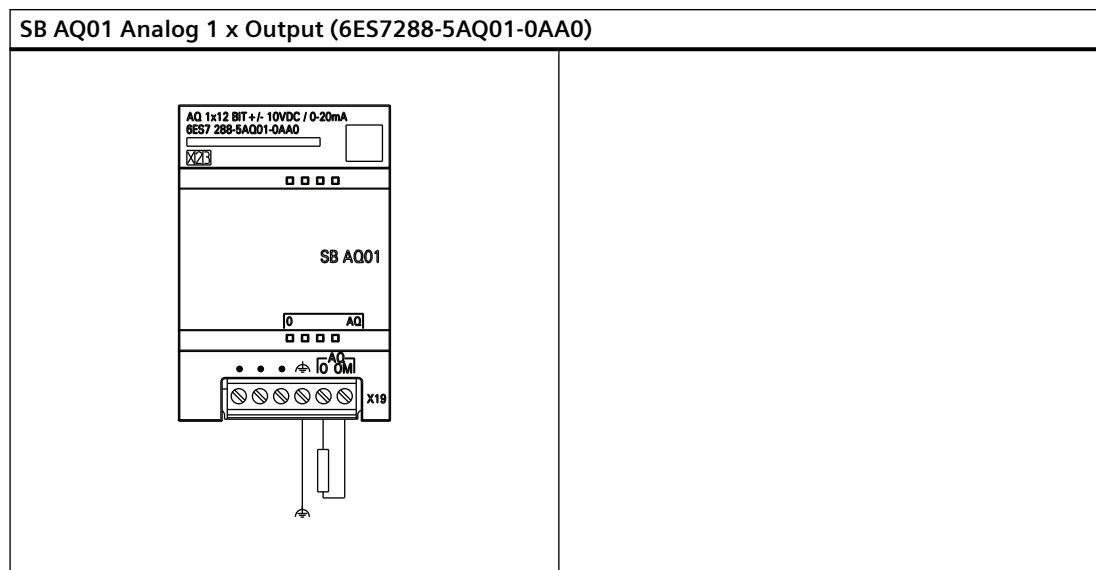 SB AQ01 Analog 1 x Output (6ES7288-5AQ01-0AA0)
AQ 1x12 BIT +/- 10VDC / 0-20mA
6ES7 288-5AQ01-0AA0
X23
SB AQ01
0 AQ
AQ
0 0M
X19